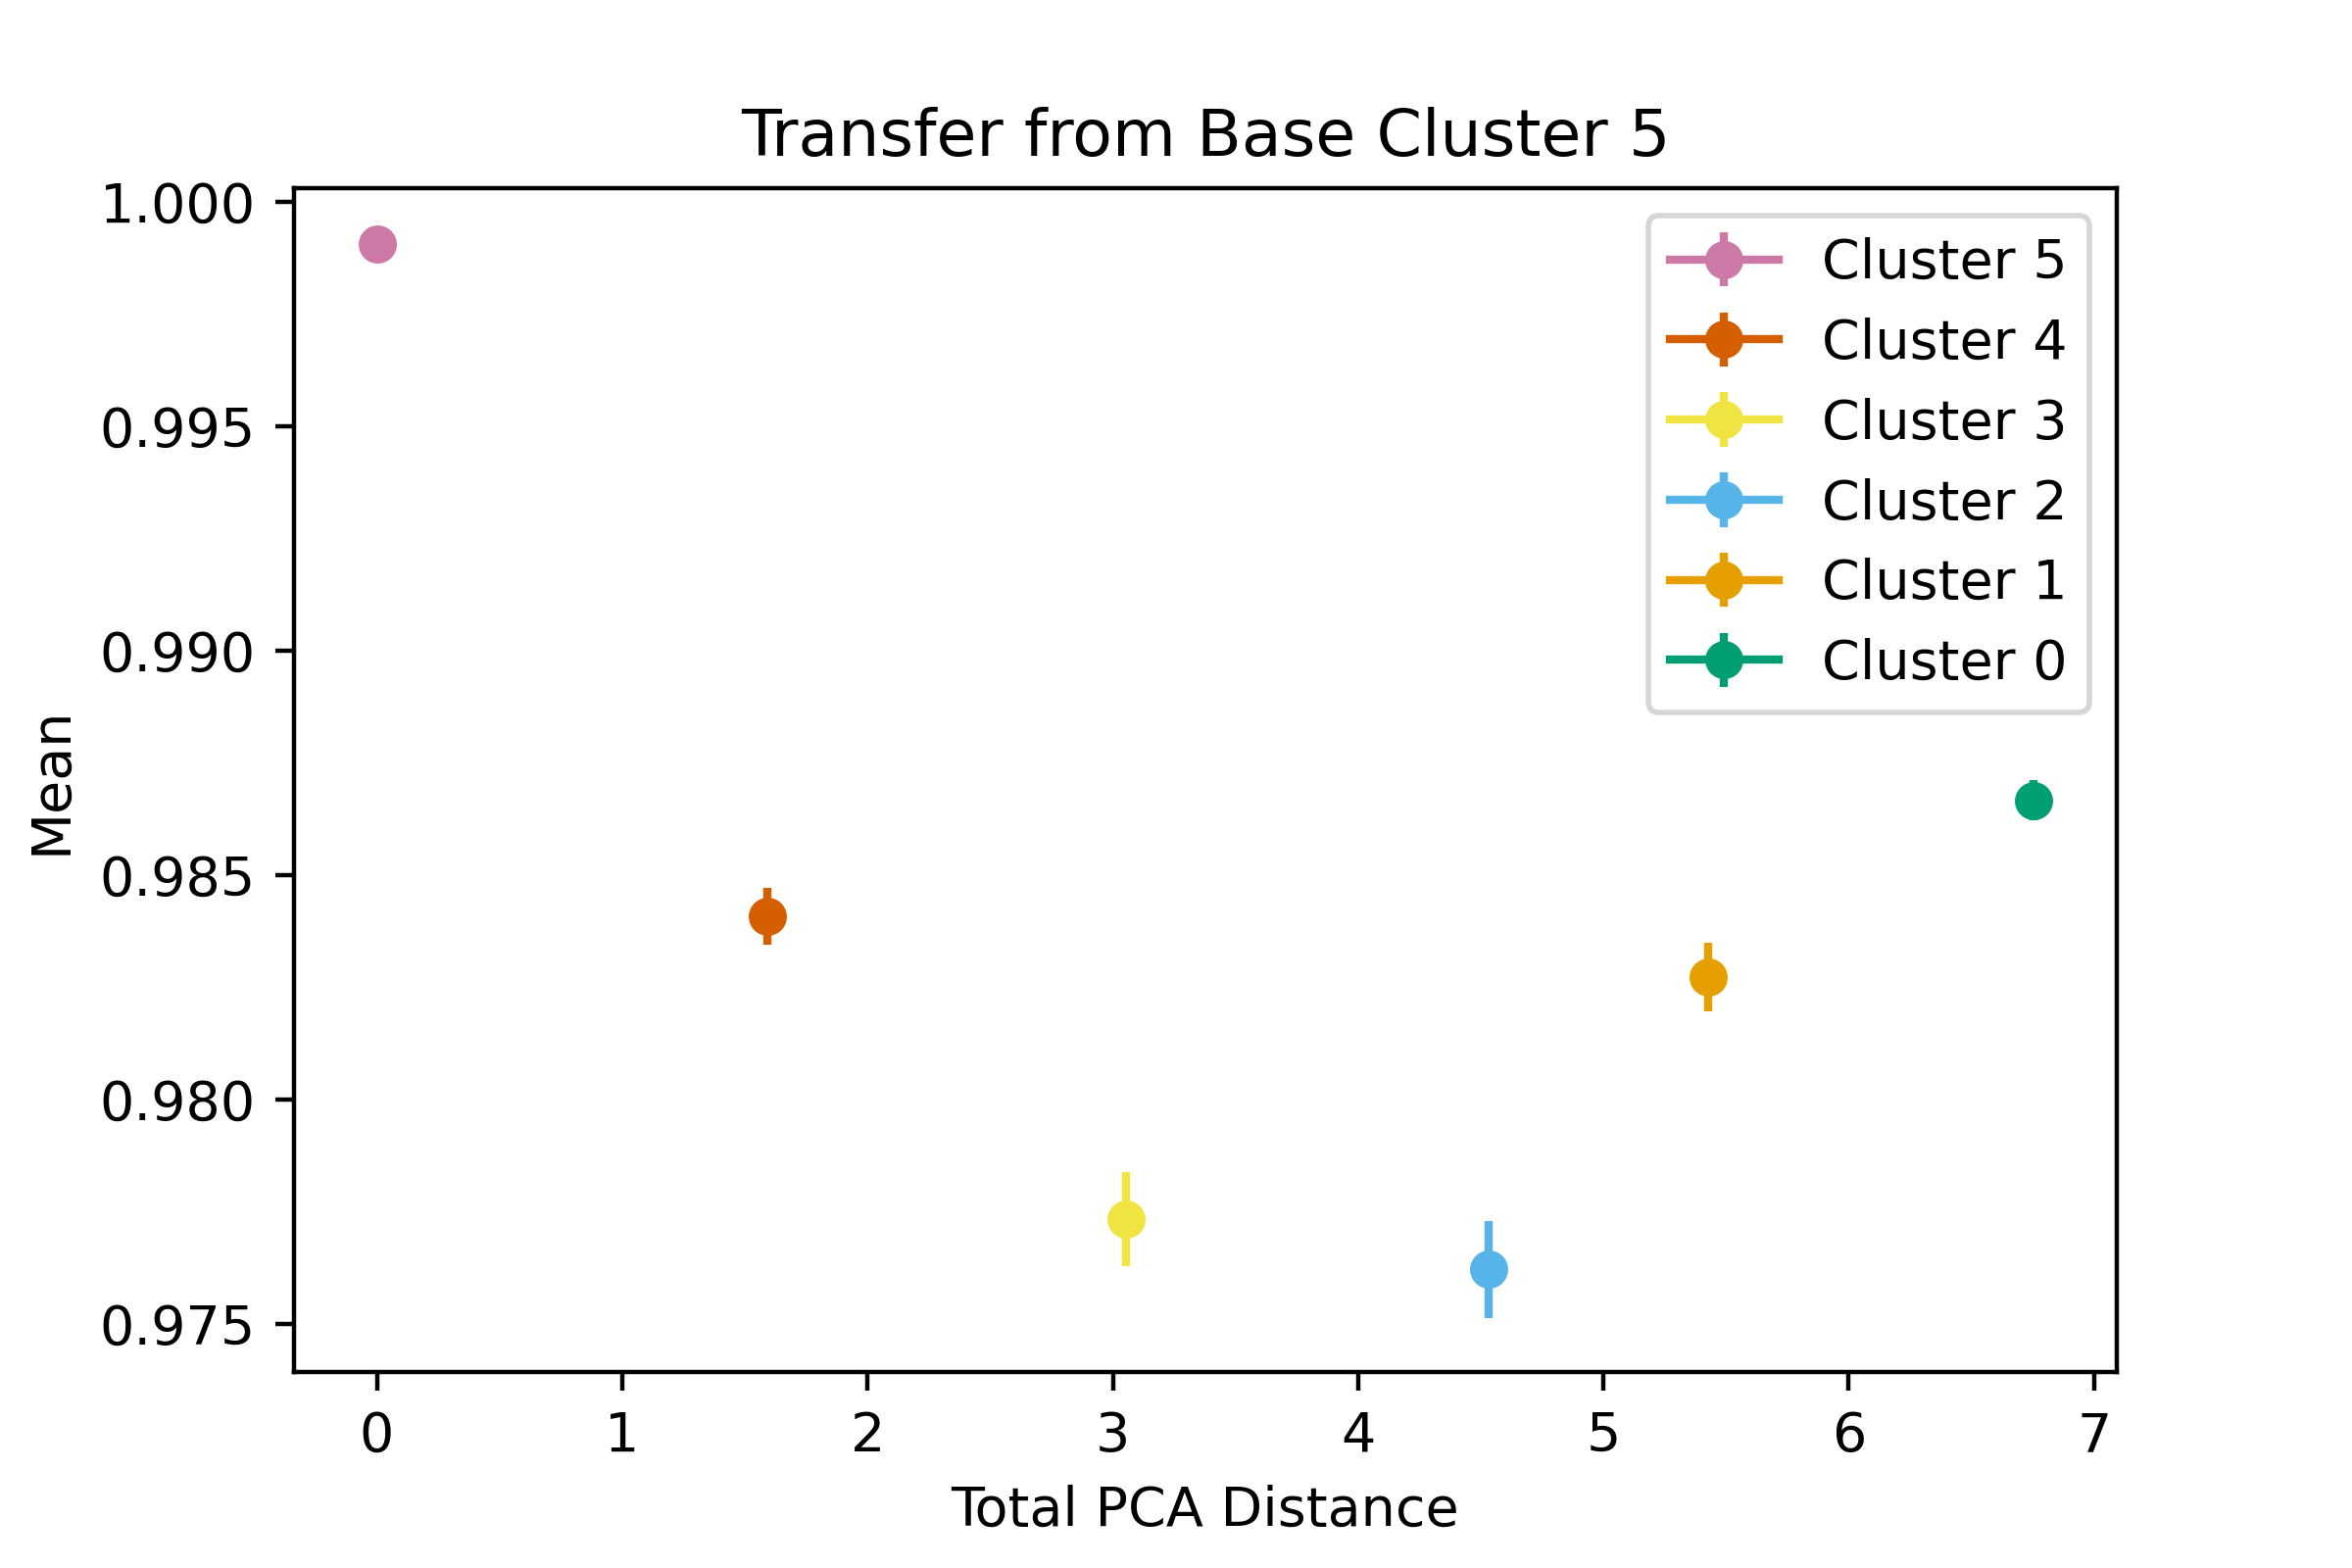 Transfer from Base Cluster 5
1.000
0.995
0.990
0.985
0.980
0.975
Mean
Cluster 5
Cluster 4
Cluster 3
Cluster 2
Cluster 1
Cluster 0
0 1 2 3 4 5 6 7
Total PCA Distance